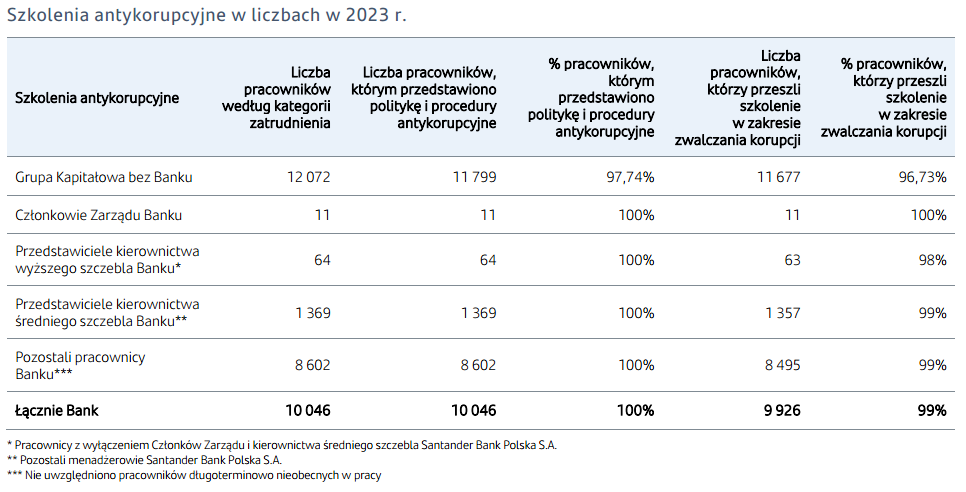 Szkolenia antykorupcyjne w liczbach w 2023 r.
Szkolenia antykorupcyjne
Liczba
pracowników
według kategorii
zatrudnienia
Liczba pracowników,
którym przedstawiono
politykę i procedury
antykorupcyjne
% pracowników,
którym
przedstawiono
politykę i procedury
antykorupcyjne
Liczba
pracowników,
którzy przeszli
szkolenie
w zakresie
zwalczania korupcji
% pracowników,
którzy przeszli
szkolenie
w zakresie
zwalczania korupcji
Grupa Kapitałowa bez Banku 12 072 11 799 97,74% 11 677 96,73%
Członkowie Zarządu Banku 11 11 100% 11 100%
Przedstawiciele kierownictwa
wyższego szczebla Banku* 64 64 100% 63 98%
Przedstawiciele kierownictwa
średniego szczebla Banku** 1 369 1 369 100% 1 357 99%
Pozostali pracownicy
Banku*** 8 602 8 602 100% 8 495 99%
Łącznie Bank 10 046 10 046 100% 9 926 99%
* Pracownicy z wyłączeniem Członków Zarządu i kierownictwa średniego szczebla Santander Bank Polska S.A.
** Pozostali menadżerowie Santander Bank Polska S.A.
*** Nie uwzględniono pracowników długoterminowo nieobecnych w pracy